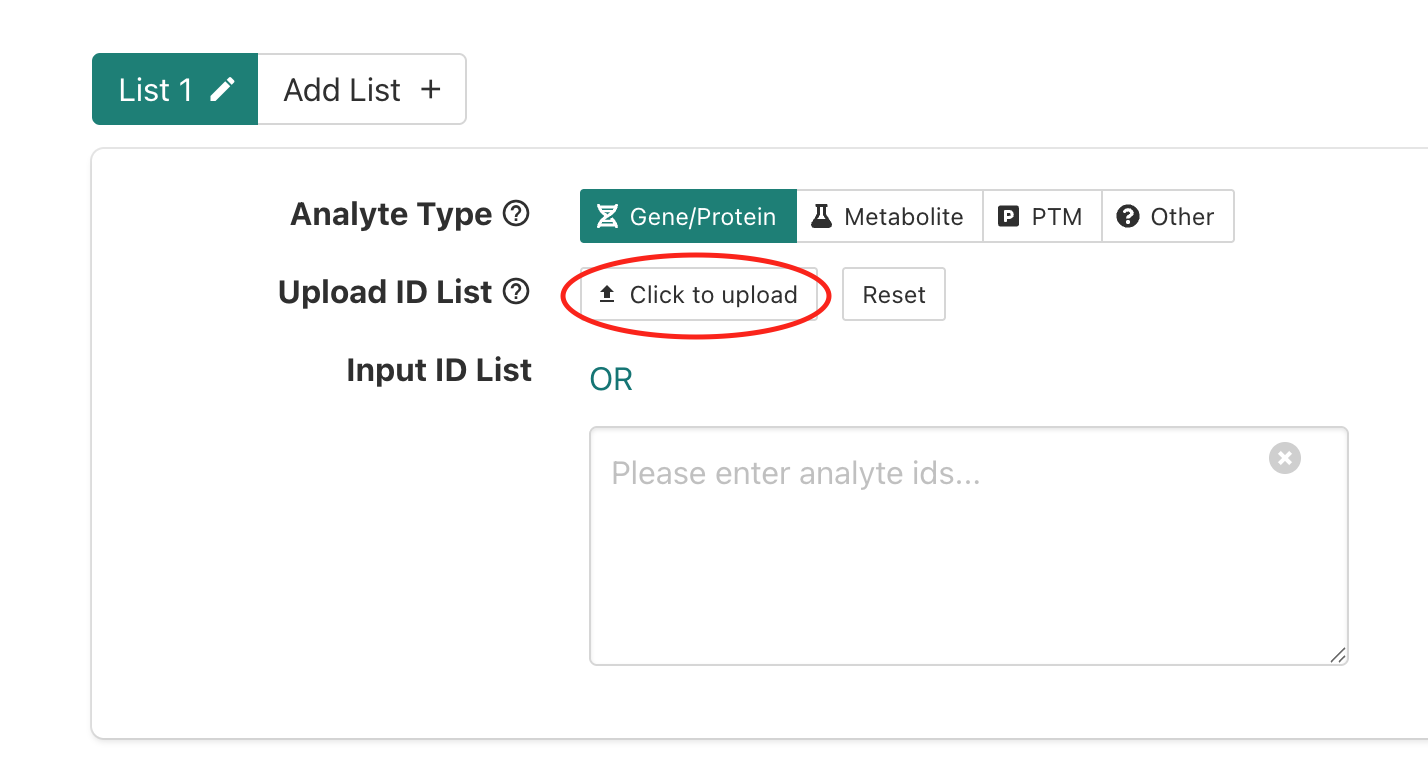 List 1 Add List +
Analyte Type Gene/Protein Metabolite P PTM ? Other
Upload ID List Click to upload Reset
Input ID List OR
Please enter analyte ids...